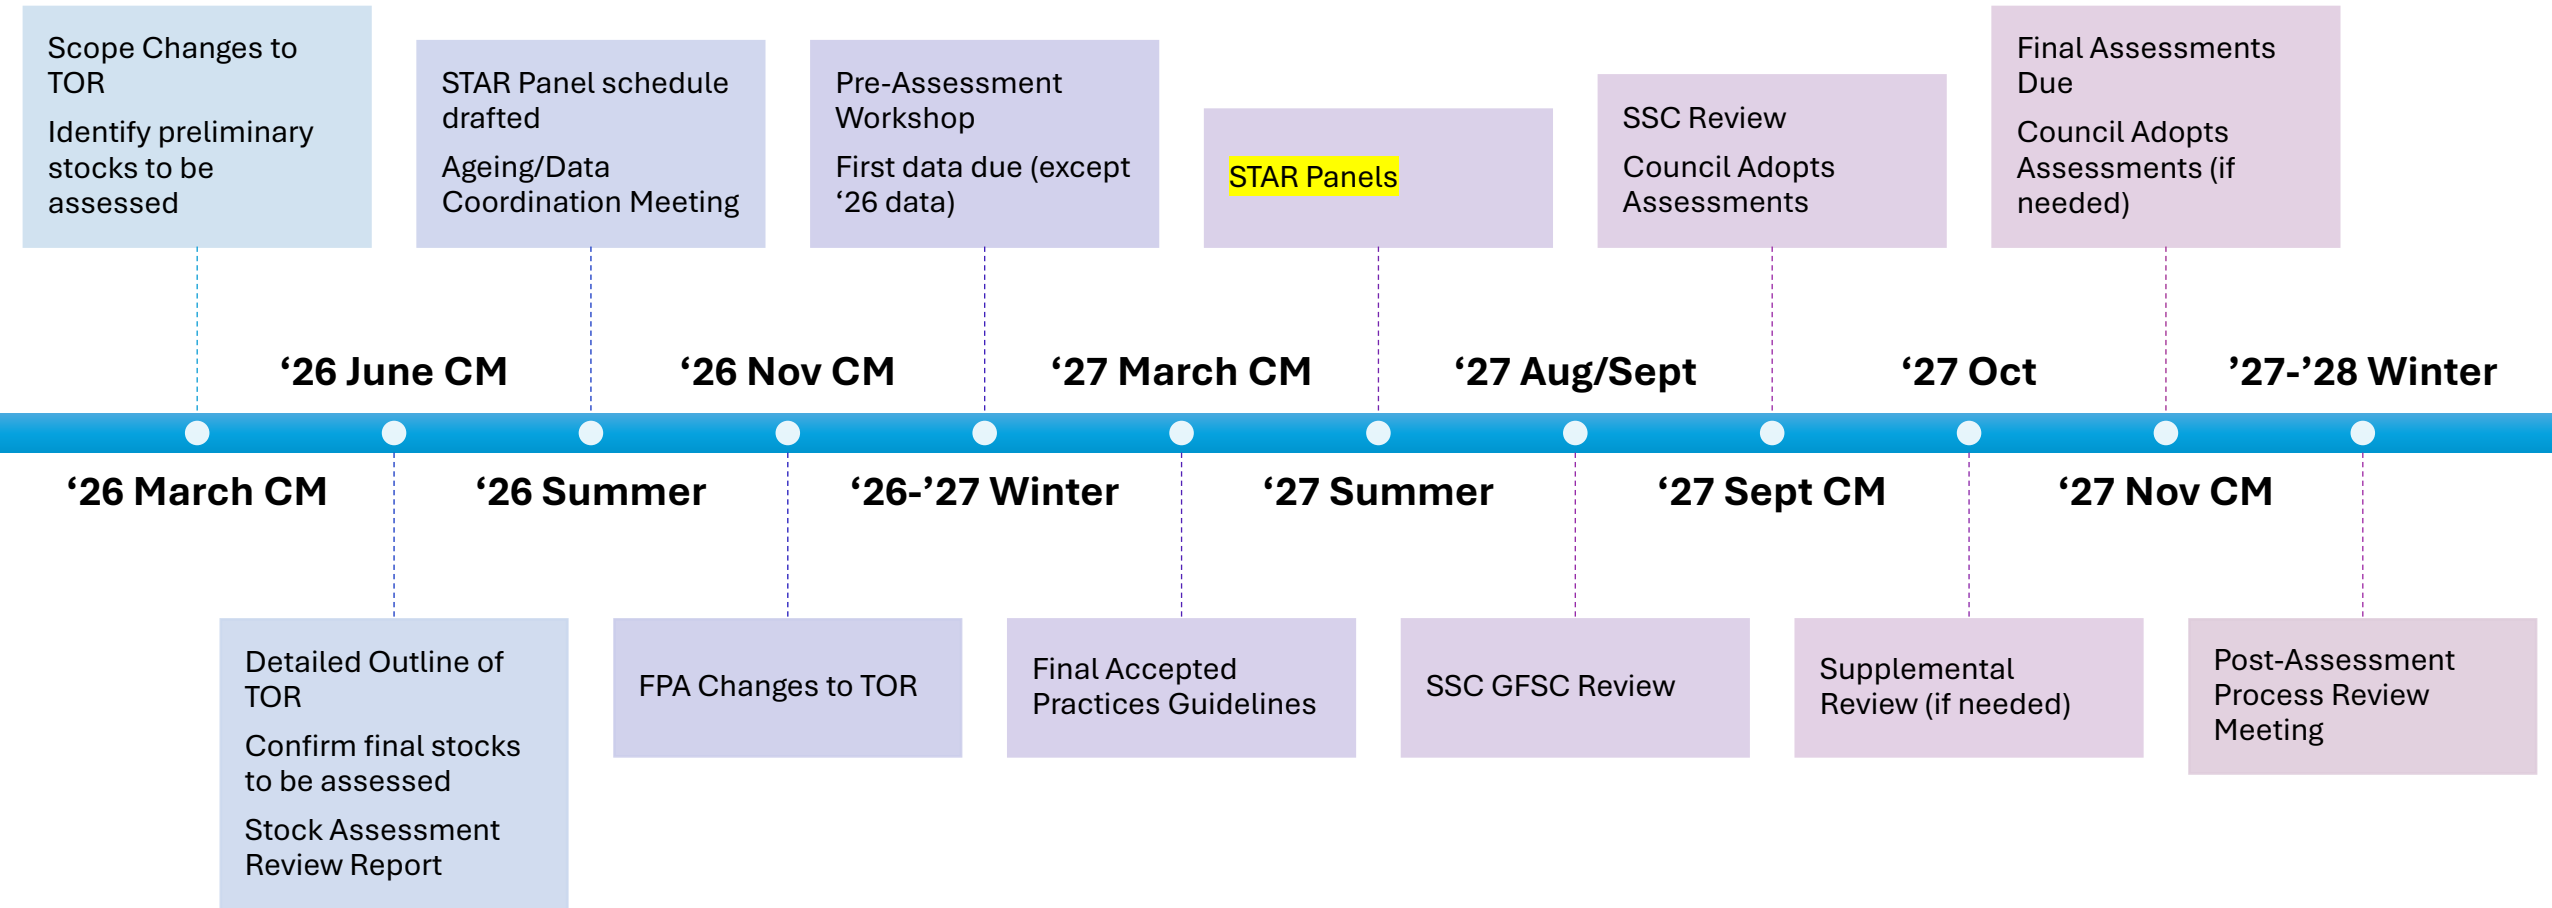 Scope Changes to
TOR
Identify preliminary
stocks to be
assessed
STAR Panel schedule
drafted
Ageing/Data
Coordination Meeting
Pre-Assessment
Workshop
First data due (except
‘26 data)
STAR Panels
SSC Review
Council Adopts
Assessments
Final Assessments
Due
Council Adopts
Assessments (if
needed)
‘26 June CM
‘26 Nov CM
‘27 March CM
‘27 Aug/Sept
‘27 Oct
’27-’28 Winter
‘26 March CM
‘26 Summer
‘26-’27 Winter
‘27 Summer
‘27 Sept CM
‘27 Nov CM
Detailed Outline of
TOR
Confirm final stocks
to be assessed
Stock Assessment
Review Report
FPA Changes to TOR
Final Accepted
Practices Guidelines
SSC GFSC Review
Supplemental
Review (if needed)
Post-Assessment
Process Review
Meeting